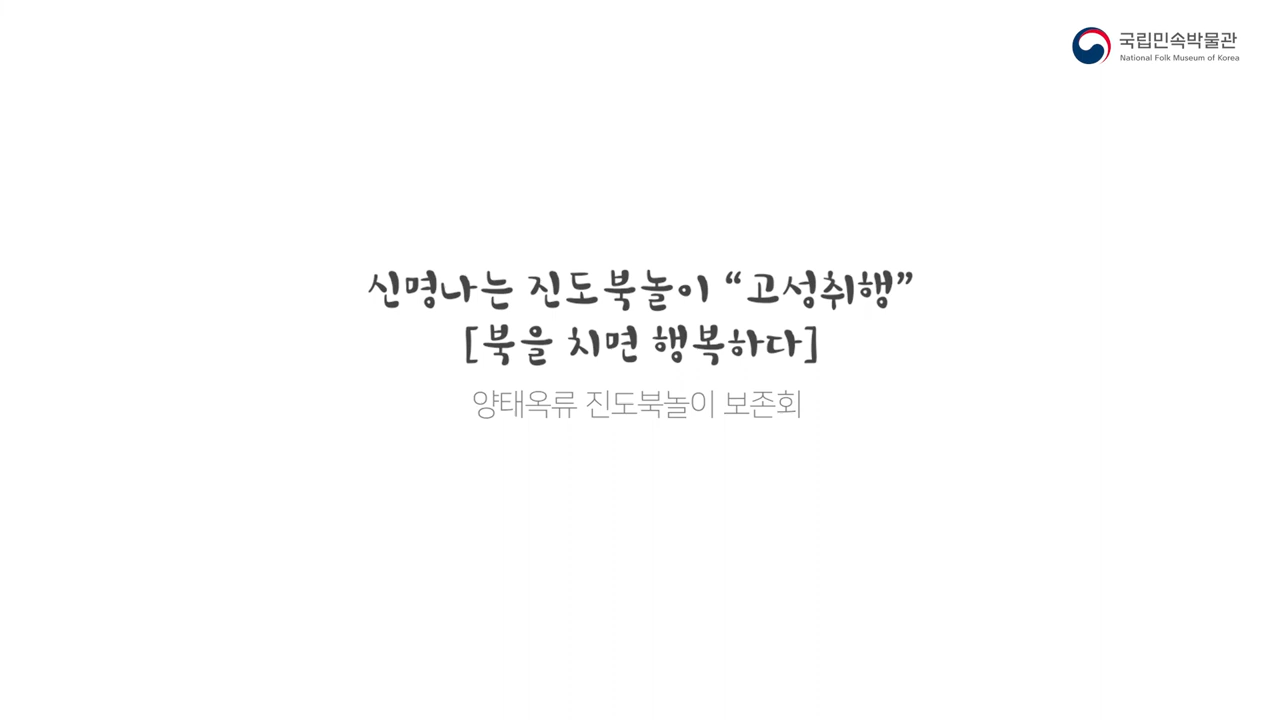 국립민속박물관
National Folk Museum of Korea
신명나는 진도북놀이 “고성취행”
[북을 치면 행복하다]
양태옥류 진도북놀이 보존회